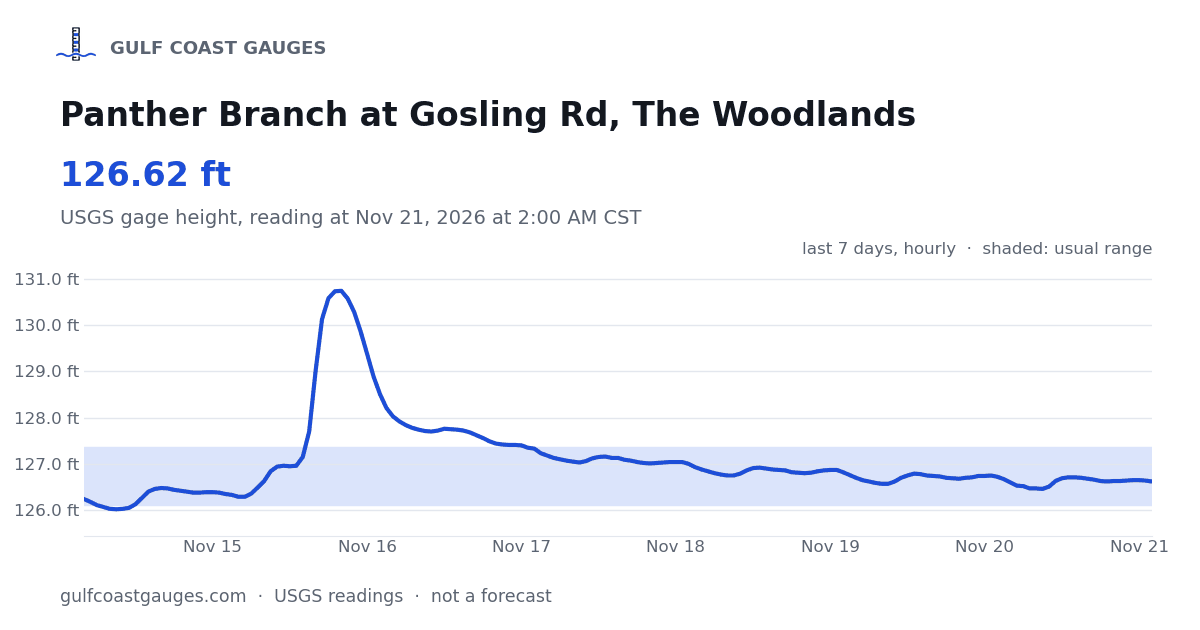 GULF COAST GAUGES
Panther Branch at Gosling Rd, The Woodlands
126.62 ft
USGS gage height, reading at Nov 21, 2026 at 2:00 AM CST
last 7 days, hourly · shaded: usual range
131.0 ft
130.0 ft
129.0 ft
128.0 ft
127.0 ft
126.0 ft
Nov 15 Nov 16 Nov 17 Nov 18 Nov 19 Nov 20 Nov 21
gulfcoastgauges.com · USGS readings · not a forecast